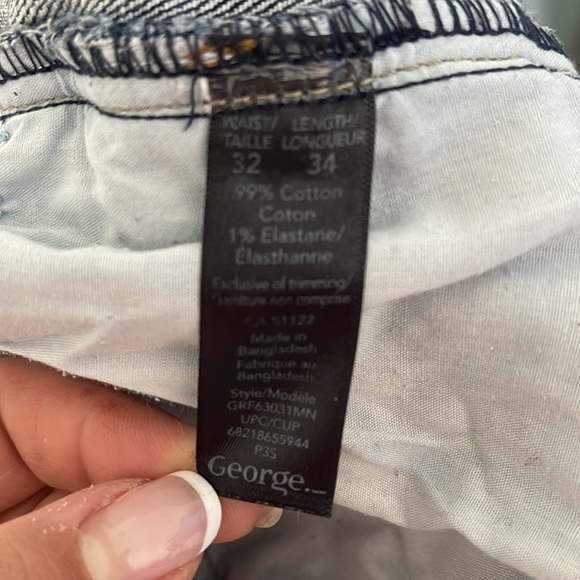 WAIST/ LENGTH/
TAILLE LONGUEUR
32 34
99% Cotton
Coton
1% Elastane/
Élasthanne
Exclusive of trimming/
Garniture non comprise
CA 51122
Made in
Bangladesh
Fabriqué au
Bangladesh
Style/Modèle
GRF63031MN
UPC/CUP
68218655944
P3S
George.